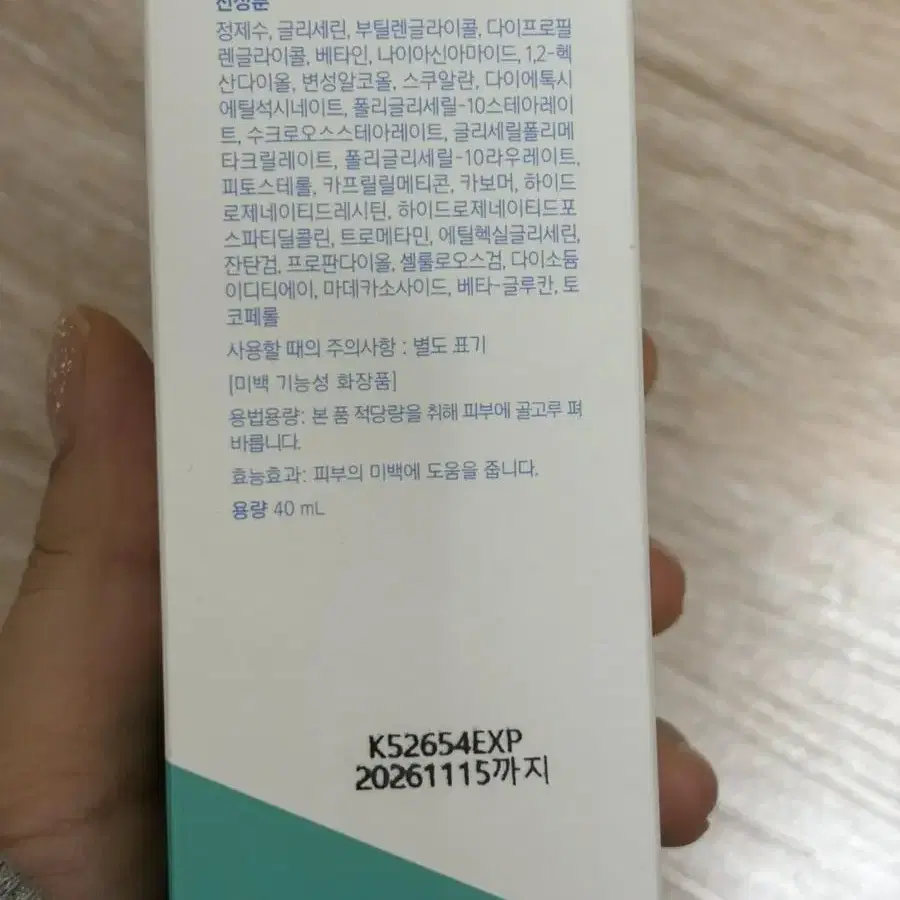 전성분
정제수, 글리세린, 부틸렌글라이콜, 다이프로필
렌글라이콜, 베타인, 나이아신아마이드, 1,2-헥
산다이올, 변성알코올, 스쿠알란, 다이에톡시
에틸석시네이트, 폴리글리세릴-10스테아레이
트, 수크로오스스테아레이트, 글리세릴폴리메
타크릴레이트, 폴리글리세릴-10라우레이트,
피토스테롤, 카프릴릴메티콘, 카보머, 하이드
로제네이티드레시틴, 하이드로제네이티드포
스파티딜콜린, 트로메타민, 에틸헥실글리세린,
잔탄검, 프로판다이올, 셀룰로오스검, 다이소듐
이디티에이, 마데카소사이드, 베타-글루칸, 토
코페롤
사용할 때의 주의사항 : 별도 표기
[미백 기능성 화장품]
용법용량: 본 품 적당량을 취해 피부에 골고루 펴
바릅니다.
효능효과: 피부의 미백에 도움을 줍니다.
용량 40 mL
K52654EXP
20261115까지